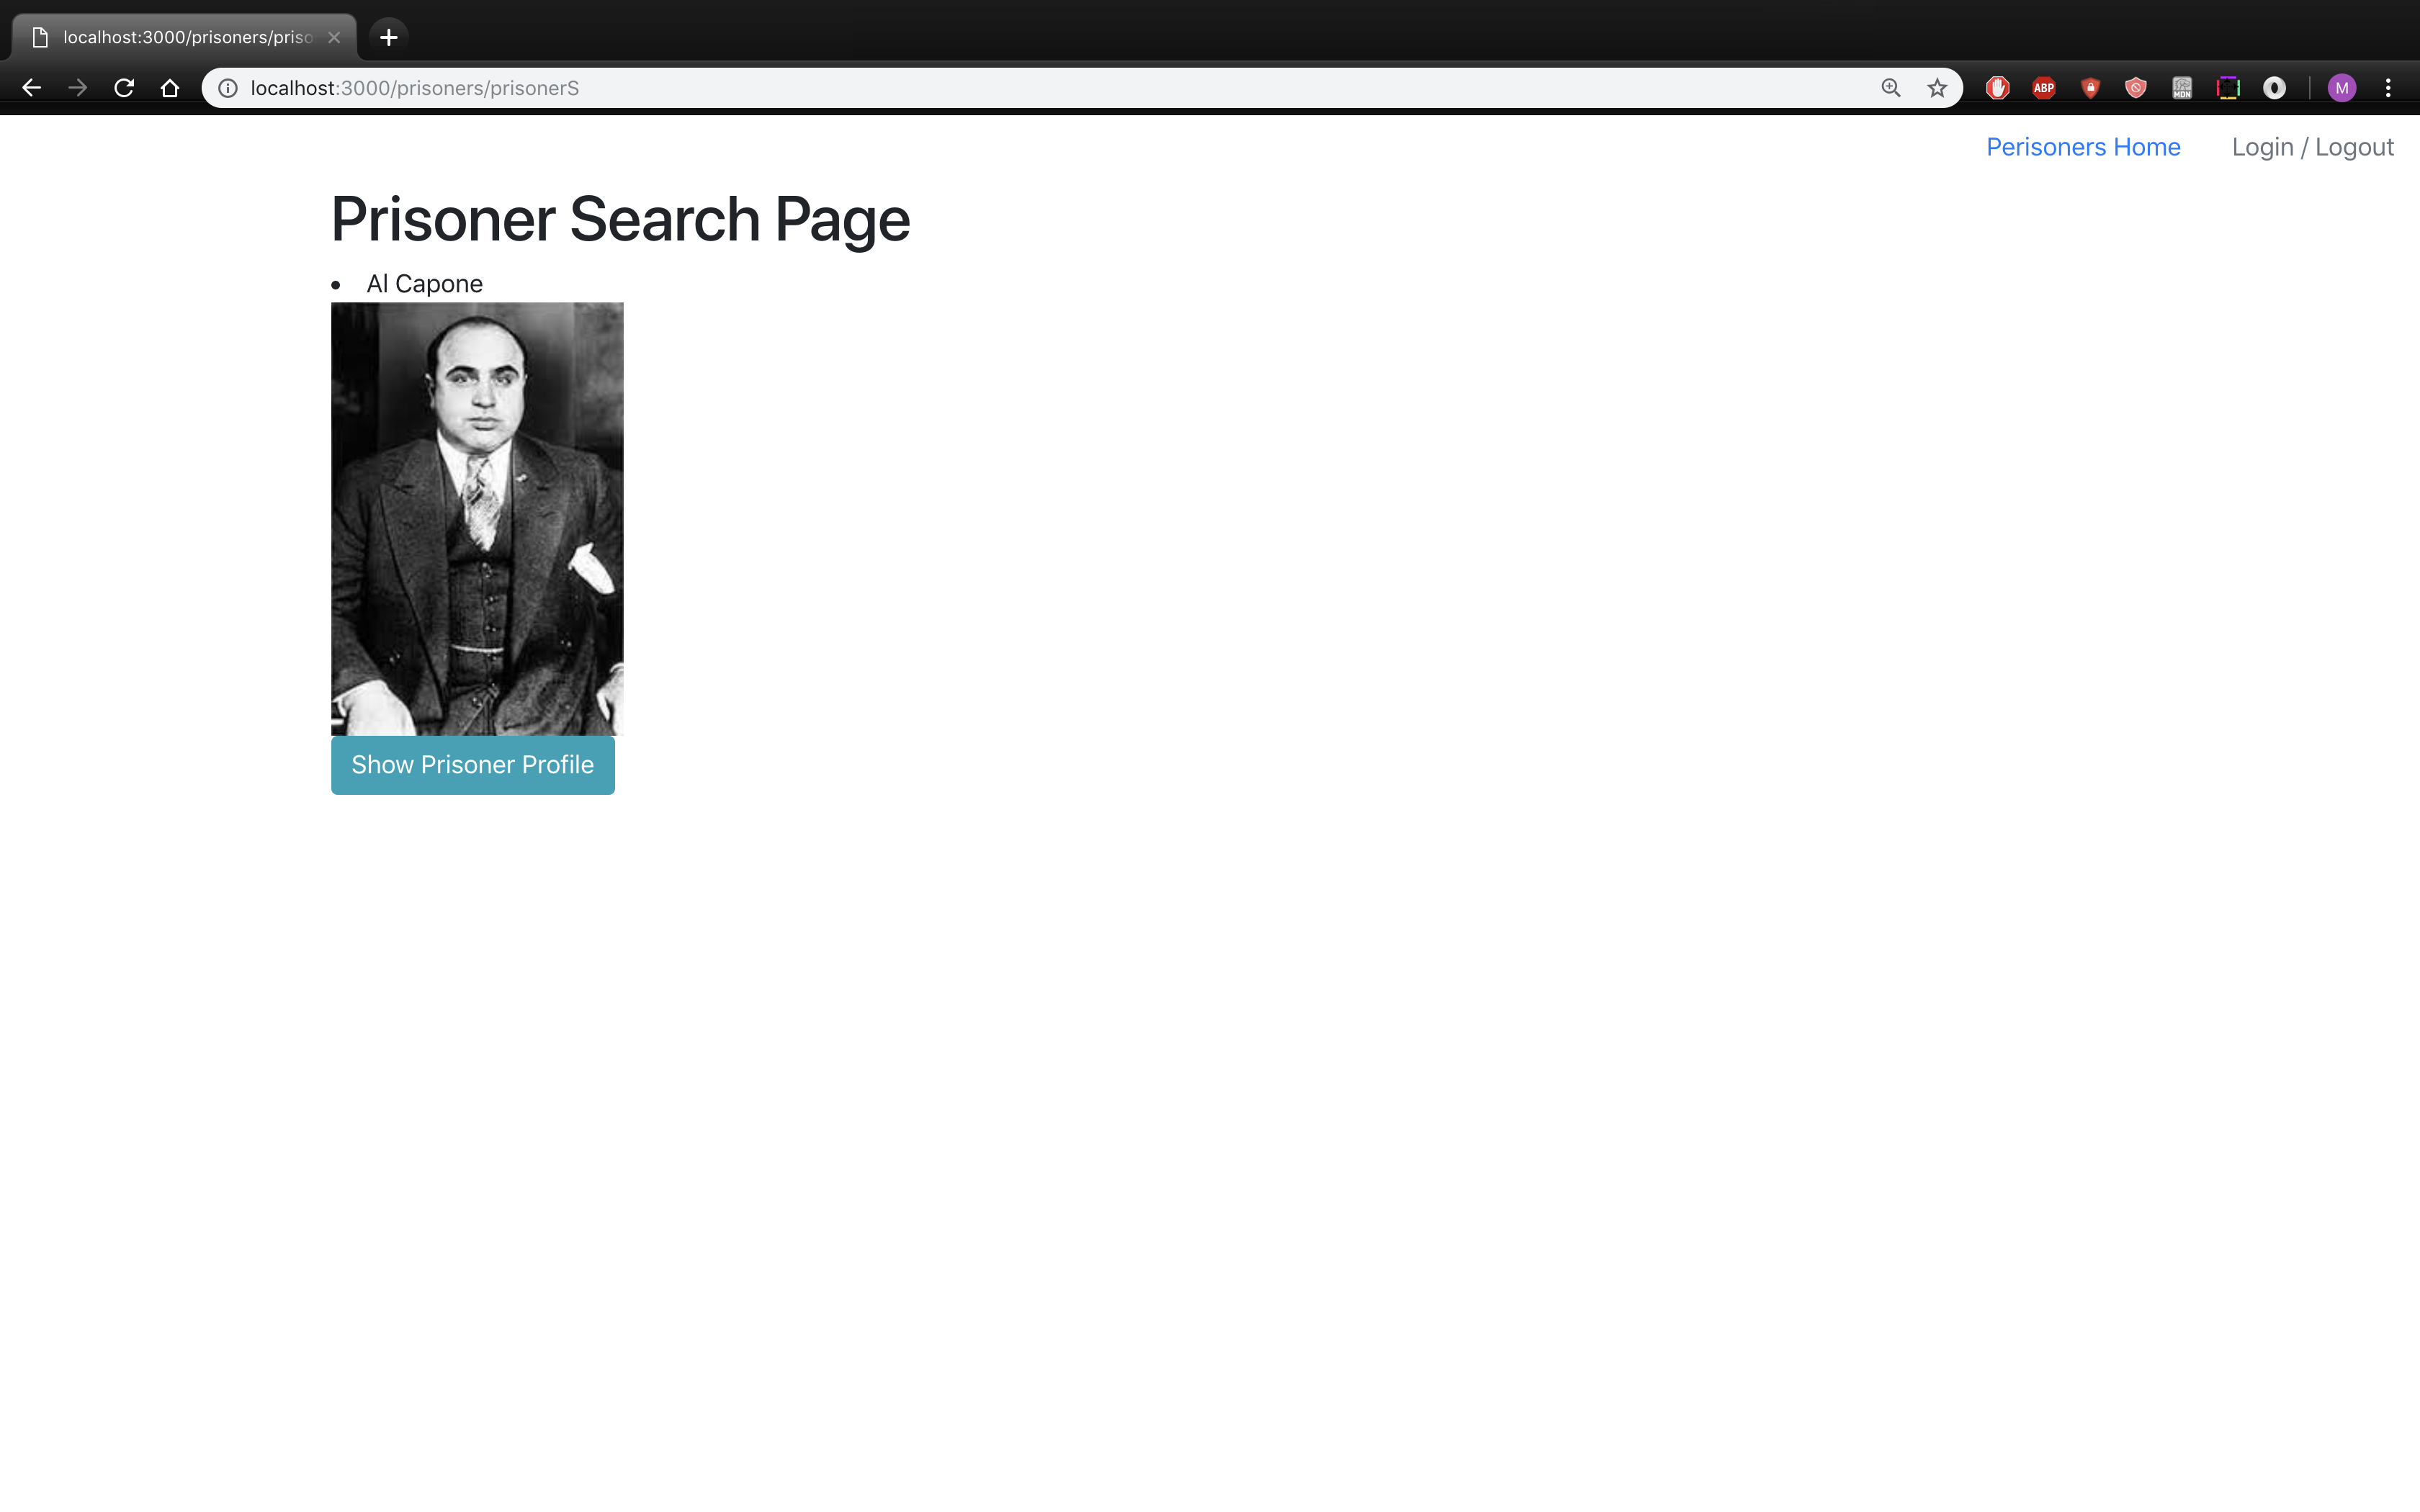 localhost:3000/prisoners/priso
localhost:3000/prisoners/prisonerS
ABP
MDN
M
Perisoners Home
Login / Logout
Prisoner Search Page
Al Capone
Show Prisoner Profile